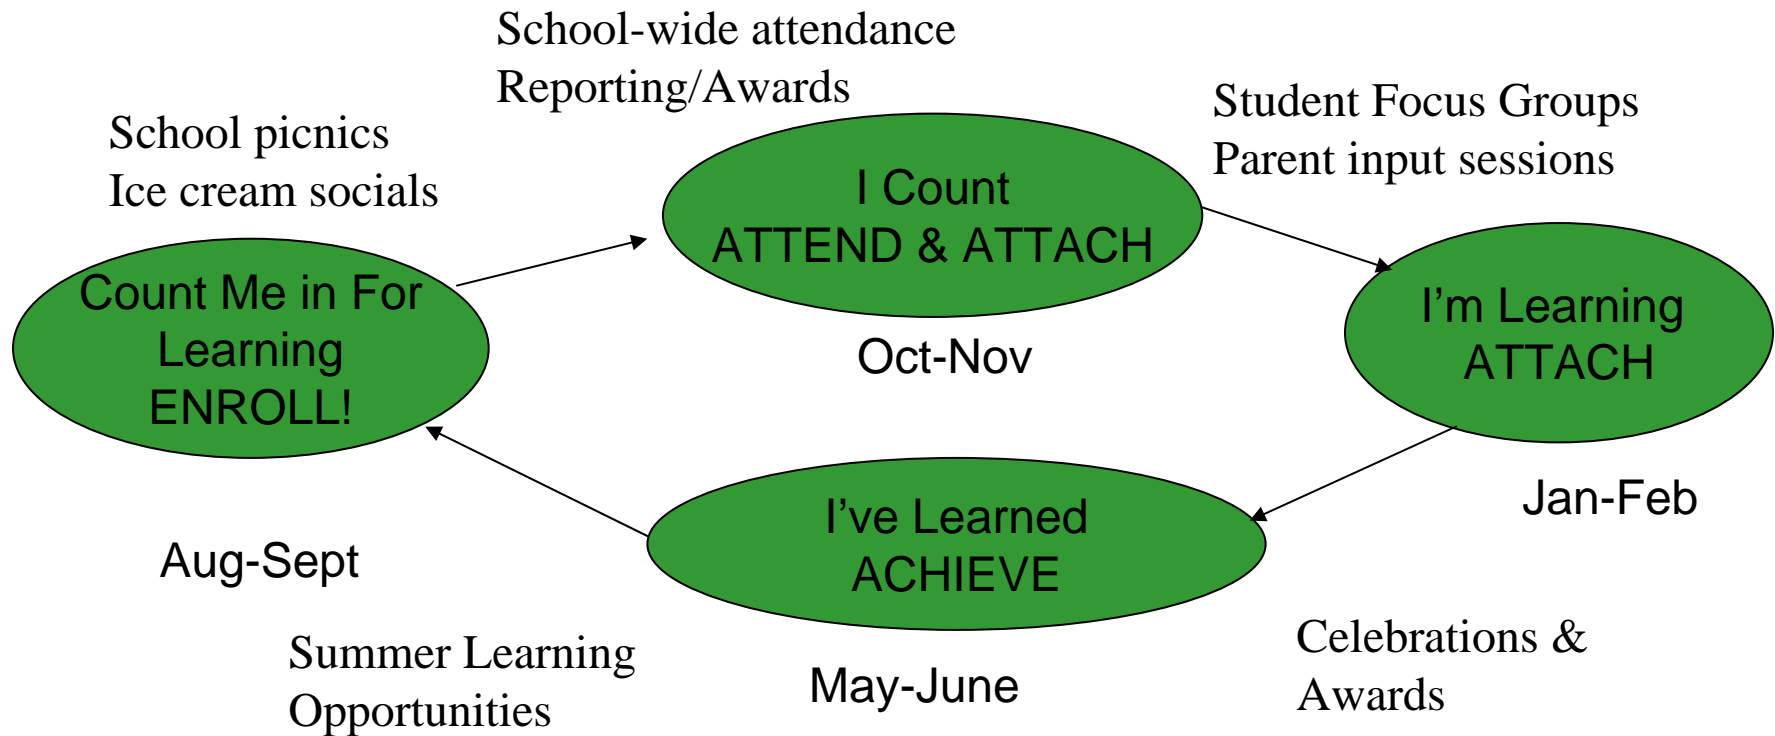 School-wide attendance
Reporting/Awards
School picnics
Ice cream socials
Student Focus Groups
Parent input sessions
I Count
ATTEND & ATTACH
Count Me in For
Learning
ENROLL!
I’m Learning
ATTACH
Oct-Nov
Jan-Feb
I’ve Learned
ACHIEVE
Aug-Sept
Summer Learning
Opportunities
May-June
Celebrations &
Awards